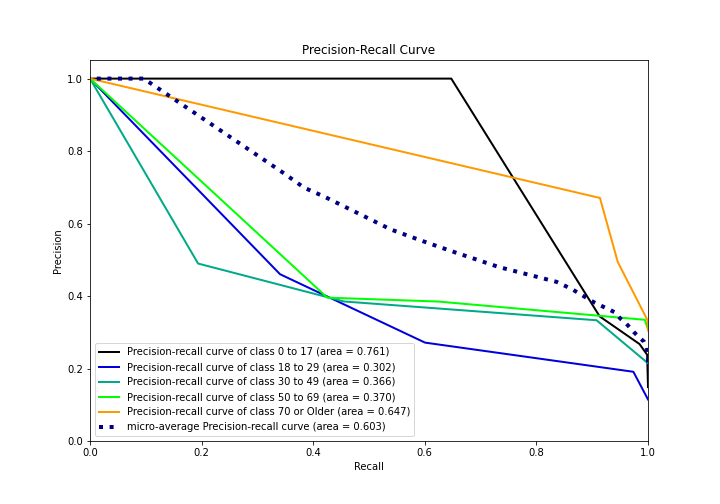 Precision-Recall Curve
Precision
1.0
0.8
0.6
0.4
0.2
0.0
Precision-recall curve of class 0 to 17 (area = 0.761)
Precision-recall curve of class 18 to 29 (area = 0.302)
Precision-recall curve of class 30 to 49 (area = 0.366)
Precision-recall curve of class 50 to 69 (area = 0.370)
Precision-recall curve of class 70 or Older (area = 0.647)
micro-average Precision-recall curve (area = 0.603)
0.0 0.2 0.4 0.6 0.8 1.0
Recall